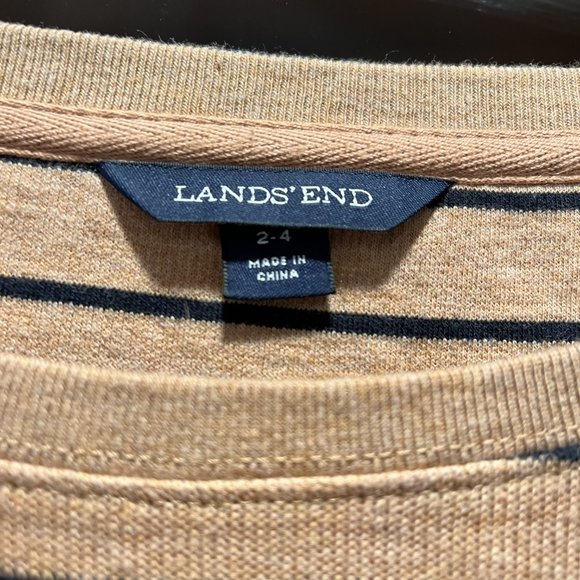 LANDS' END
2-4
MADE IN
CHINA